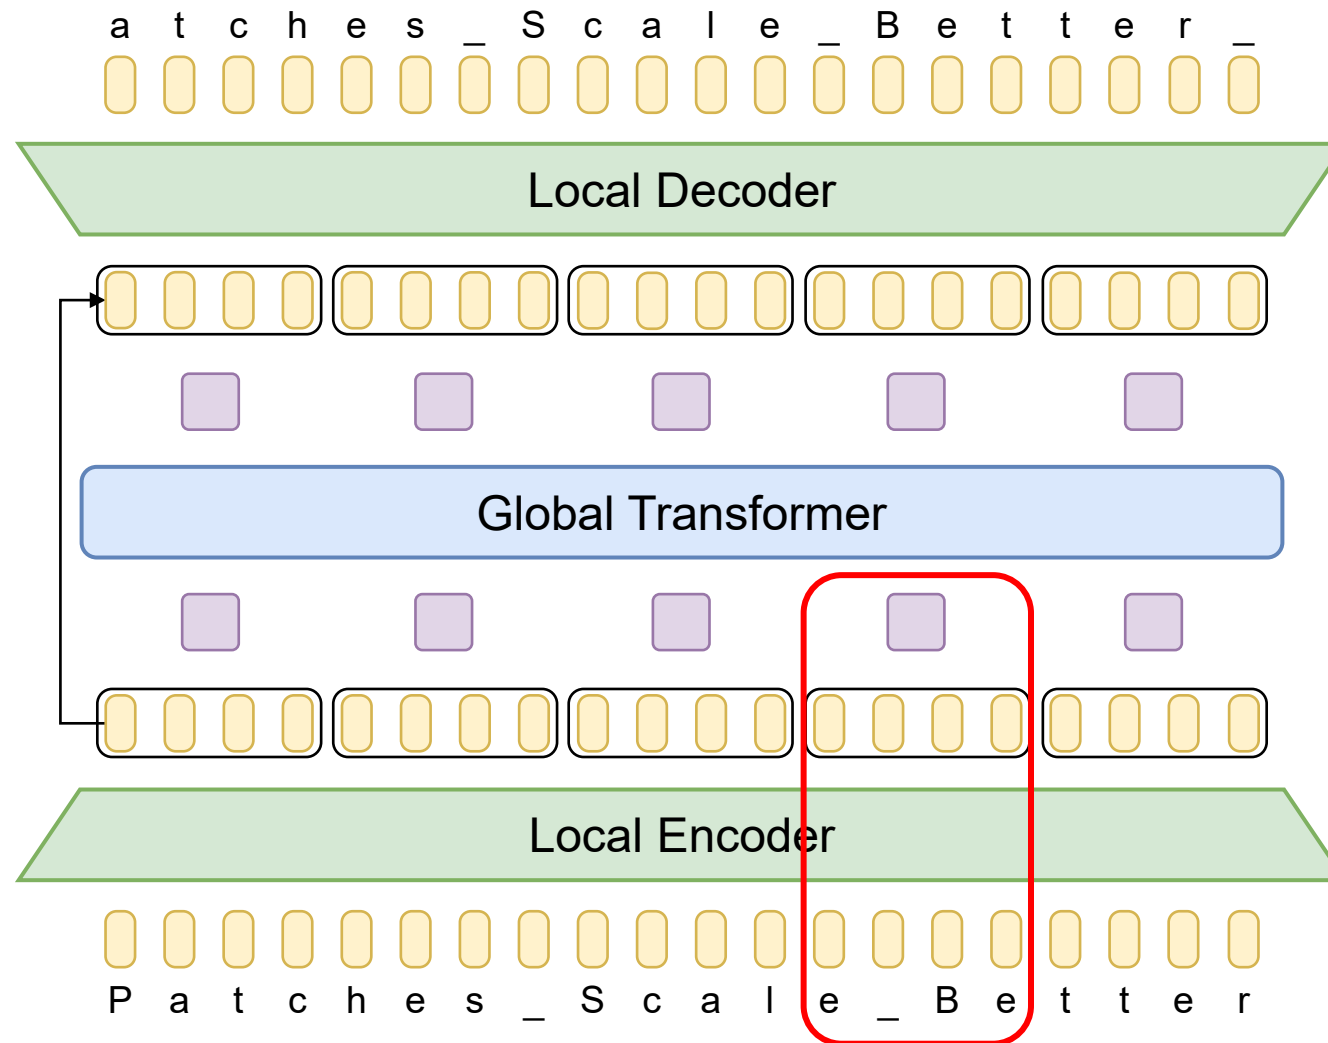 a t c h e s _ S c a l e _ B e t t e r _
Local Decoder
Global Transformer
Local Encoder
P a t c h e s _ S c a l e _ B e t t e r